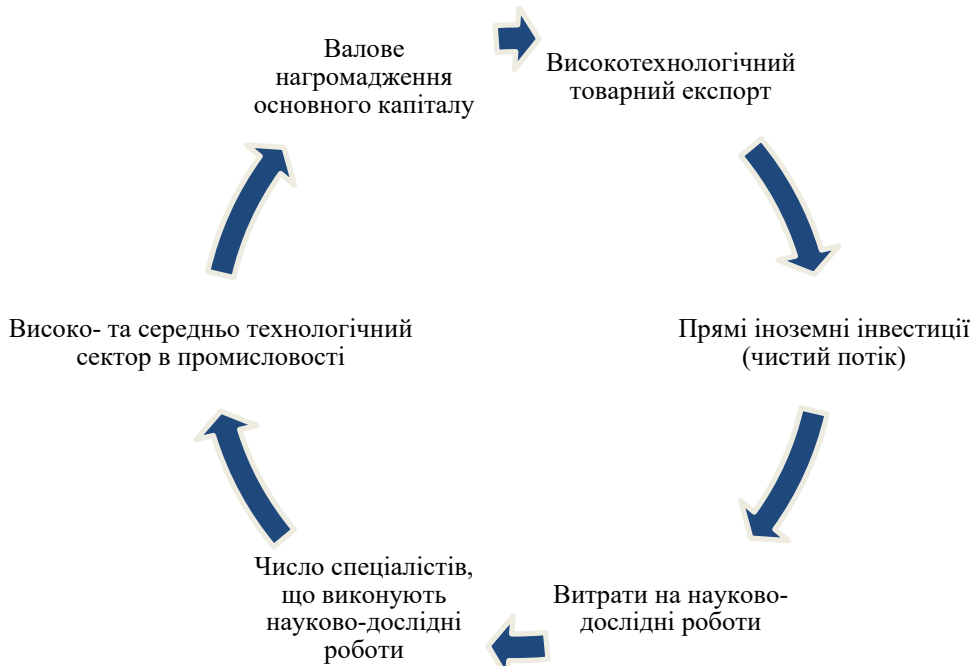 Валове
нагромадження
основного капіталу
Високотехнологічний
товарний експорт
Прямі іноземні інвестиції
(чистий потік)
Витрати на науково-
дослідні роботи
Число спеціалістів,
що виконують
науково-дослідні
роботи
Високо- та середньо технологічний
сектор в промисловості